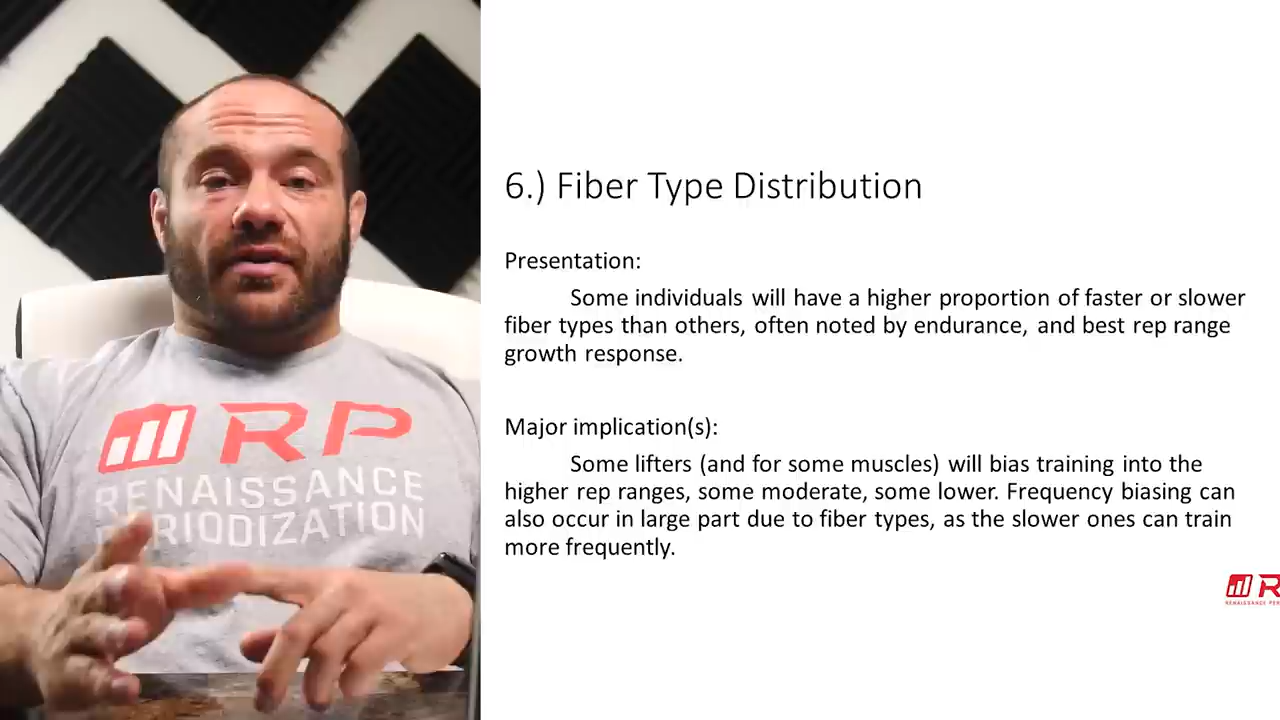 6.) Fiber Type Distribution
Presentation:
Some individuals will have a higher proportion of faster or slower
fiber types than others, often noted by endurance, and best rep range
growth response.
Major implication(s):
Some lifters (and for some muscles) will bias training into the
higher rep ranges, some moderate, some lower. Frequency biasing can
also occur in large part due to fiber types, as the slower ones can train
more frequently.
RP
RENAISSANCE
PERIODIZATION
R
RENAISSANCE PER